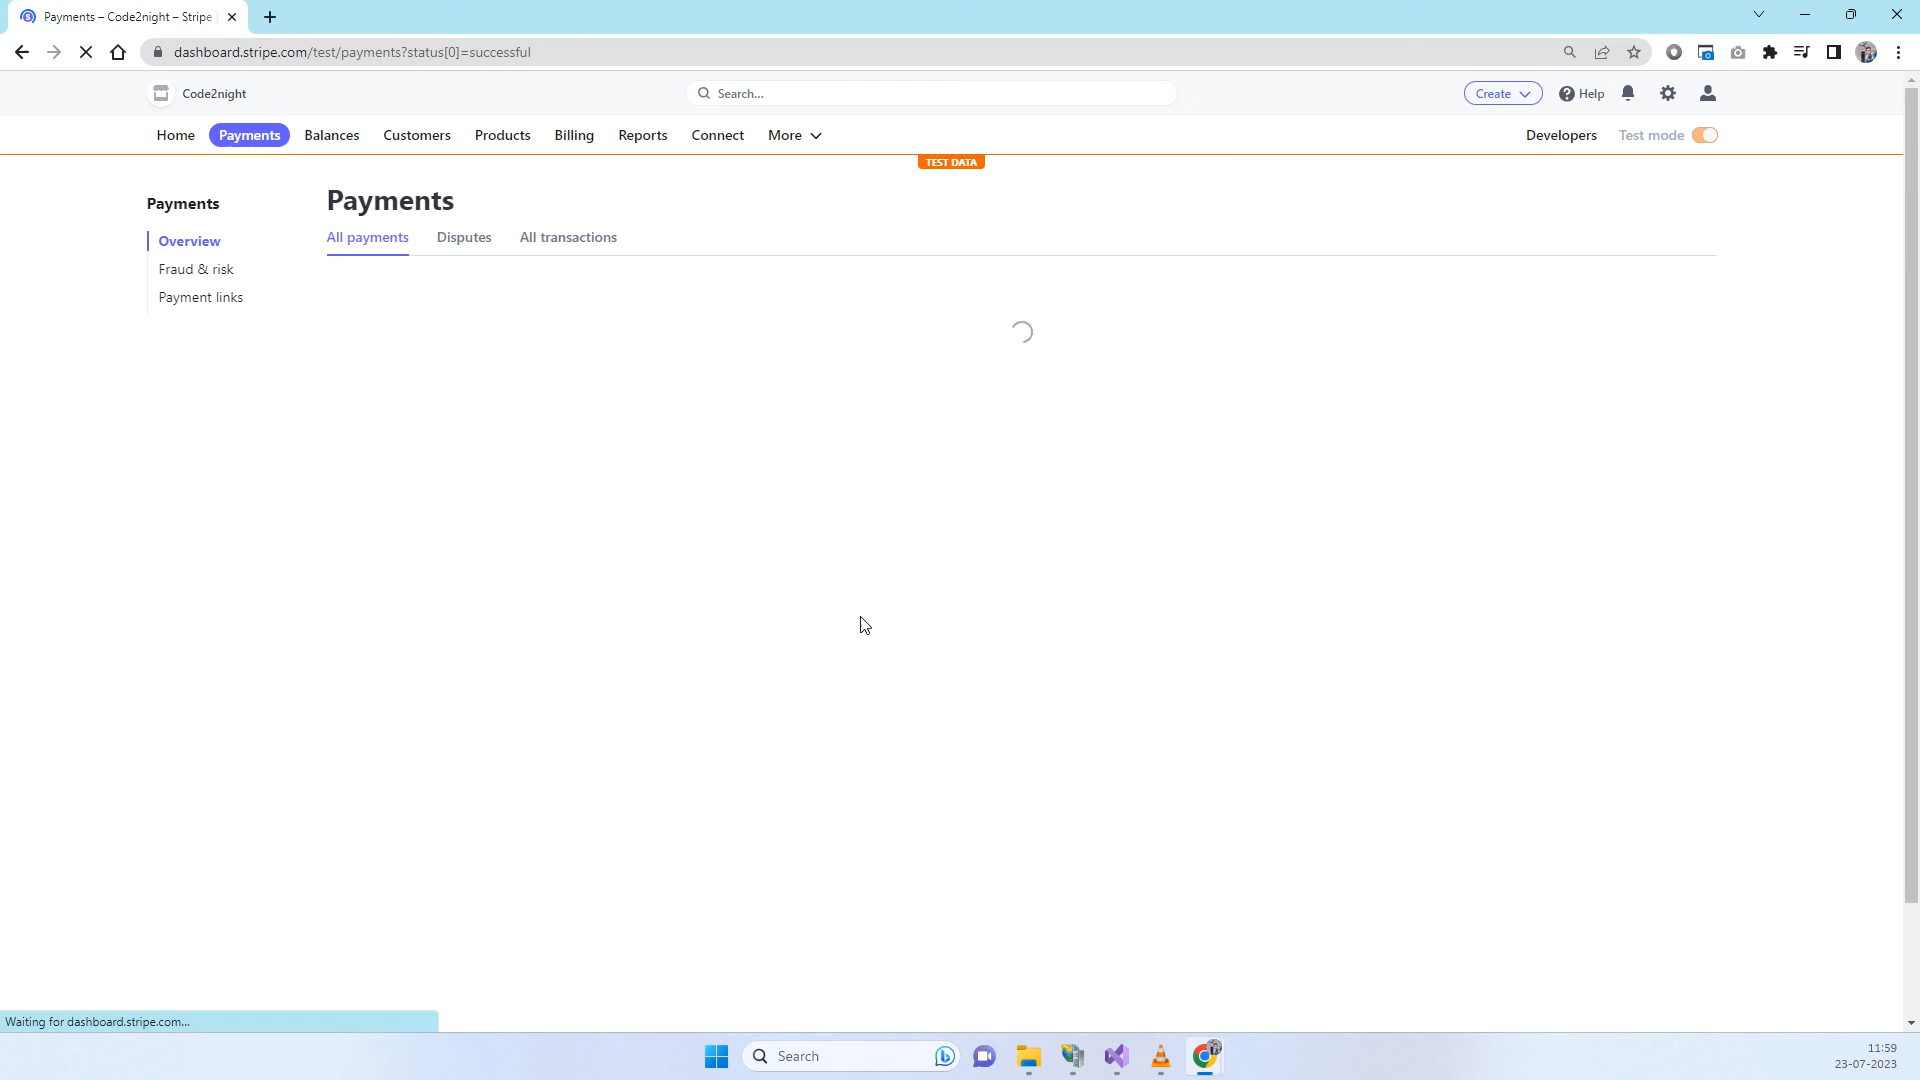 Payments – Code2night – Stripe
dashboard.stripe.com/test/payments?status[0]=successful
Code2night
Search...
Create
Help
Home
Payments
Balances
Customers
Products
Billing
Reports
Connect
More
Developers
Test mode
TEST DATA
Payments
Overview
Fraud & risk
Payment links
Payments
All payments
Disputes
All transactions
Waiting for dashboard.stripe.com...
Search
11:59
23-07-2023